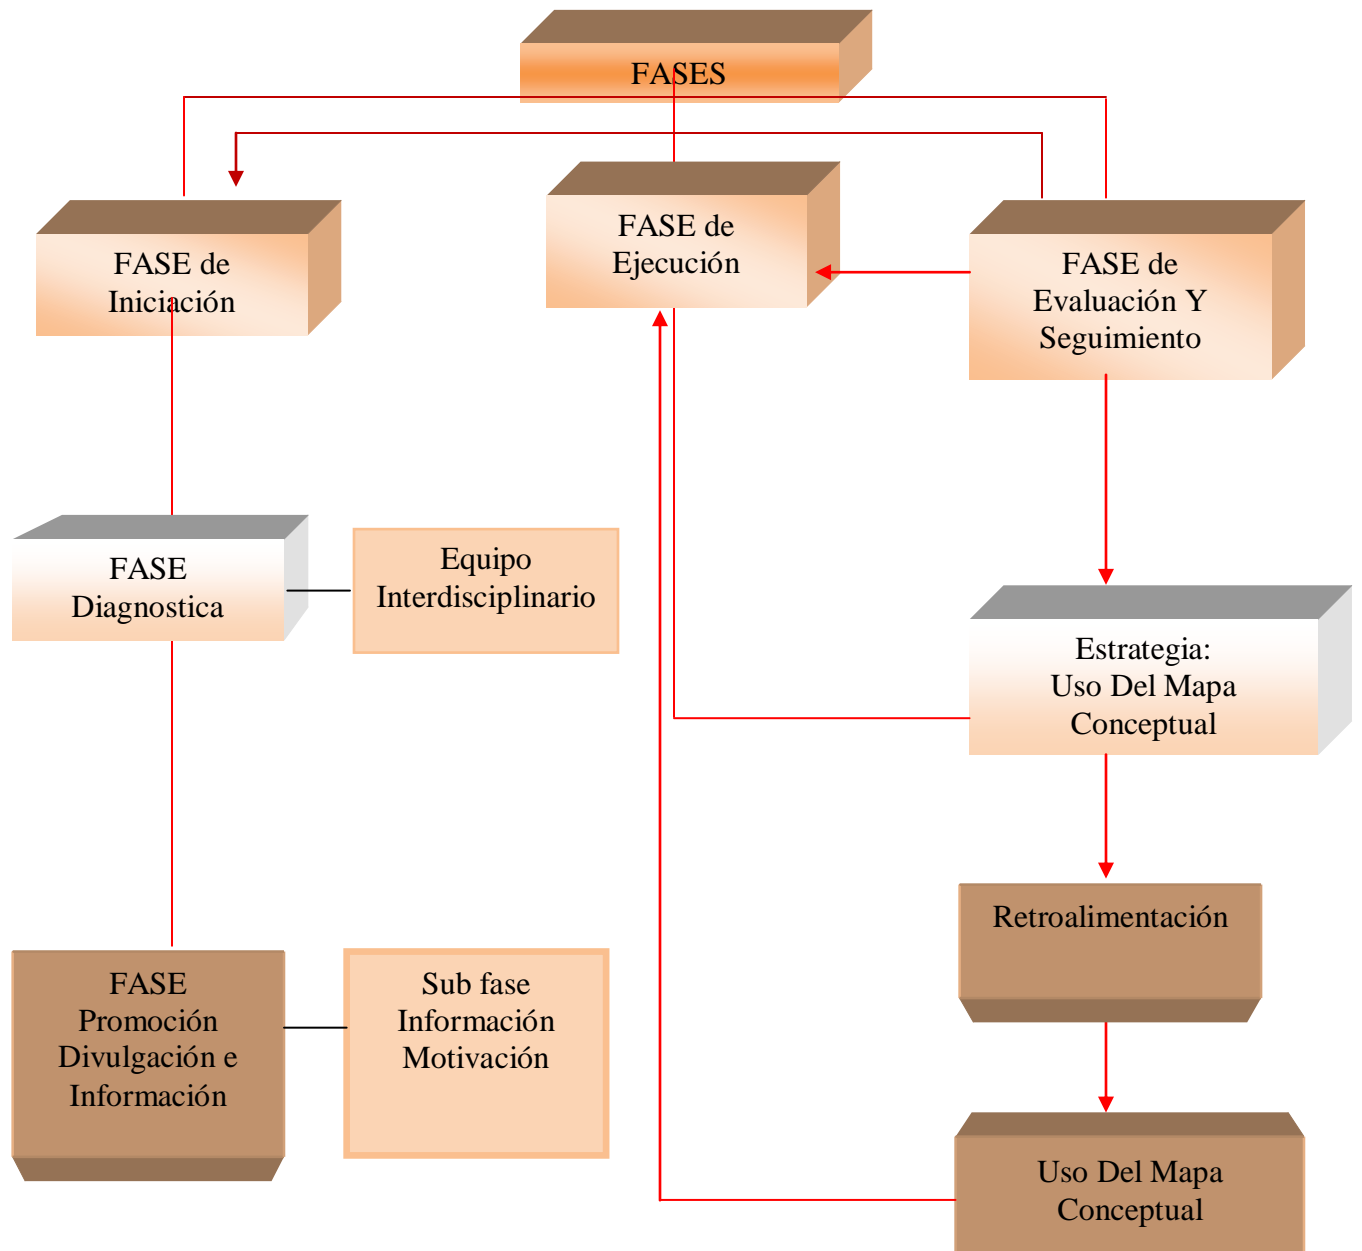 FASES
FASE de
Iniciación
FASE de
Ejecución
FASE de
Evaluación Y
Seguimiento
FASE
Diagnostica
Equipo
Interdisciplinario
Estrategia:
Uso Del Mapa
Conceptual
Retroalimentación
FASE
Promoción
Divulgación e
Información
Sub fase
Información
Motivación
Uso Del Mapa
Conceptual